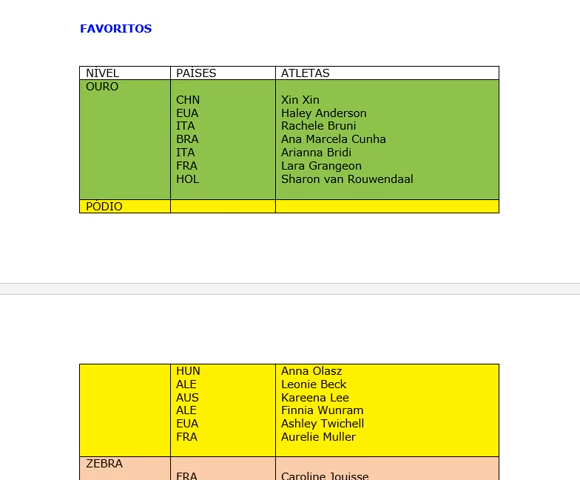 FAVORITOS
NÍVEL PAÍSES ATLETAS
OURO
CHN Xin Xin
EUA Haley Anderson
ITA Rachele Bruni
BRA Ana Marcela Cunha
ITA Arianna Bridi
FRA Lara Grangeon
HOL Sharon van Rouwendaal
PÓDIO
HUN Anna Olasz
ALE Leonie Beck
AUS Kareena Lee
ALE Finnia Wunram
EUA Ashley Twichell
FRA Aurelie Muller
ZEBRA
FRA Caroline Jouisse